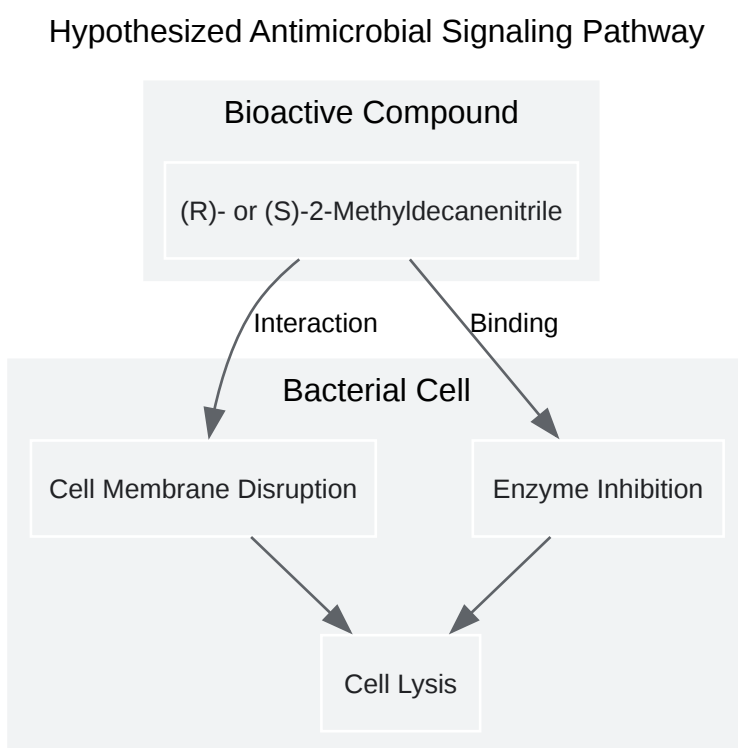 Hypothesized Antimicrobial Signaling Pathway
Bioactive Compound
(R)- or (S)-2-Methyldecanenitrile
Interaction
Binding
Bacterial Cell
Cell Membrane Disruption
Enzyme Inhibition
Cell Lysis